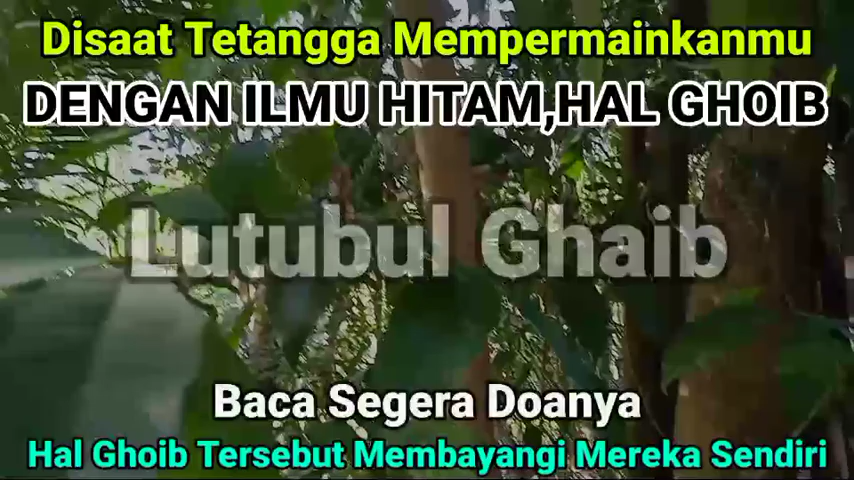 Disaat Tetangga Mempermainkanmu
DENGAN ILMU HITAM,HAL GHOIB
Lutubul Ghaib
Baca Segera Doanya
Hal Ghoib Tersebut Membayangi Mereka Sendiri